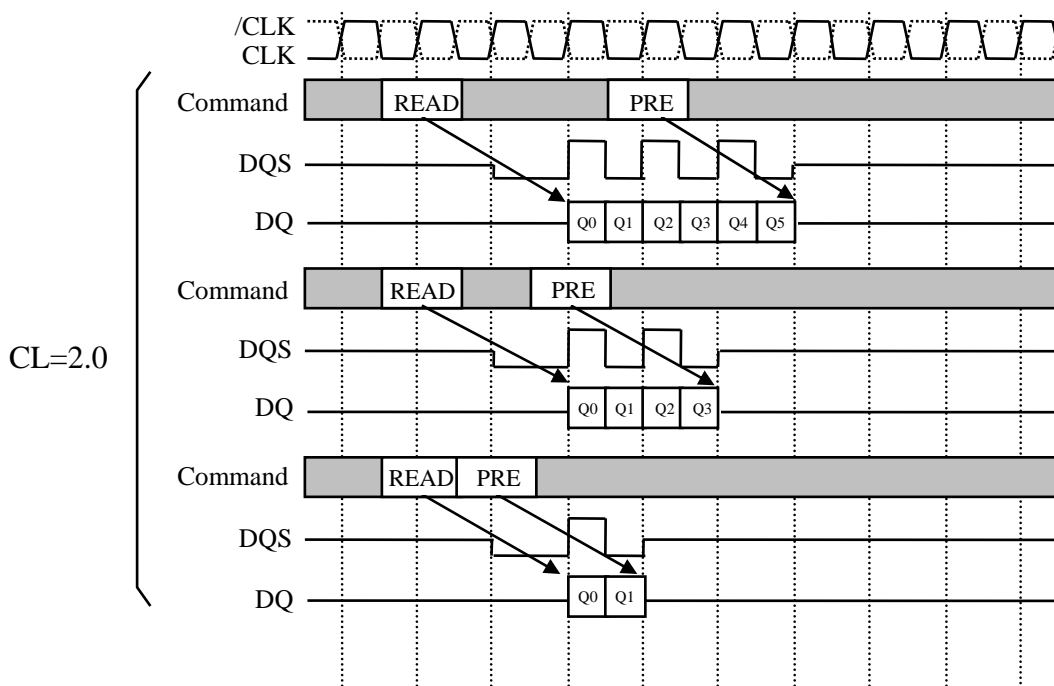 /CLK
CLK
Command READ PRE
DQS
DQ Q0 Q1 Q2 Q3 Q4 Q5
Command READ PRE
CL=2.0
DQS
DQ Q0 Q1 Q2 Q3
Command READ PRE
DQS
DQ Q0 Q1